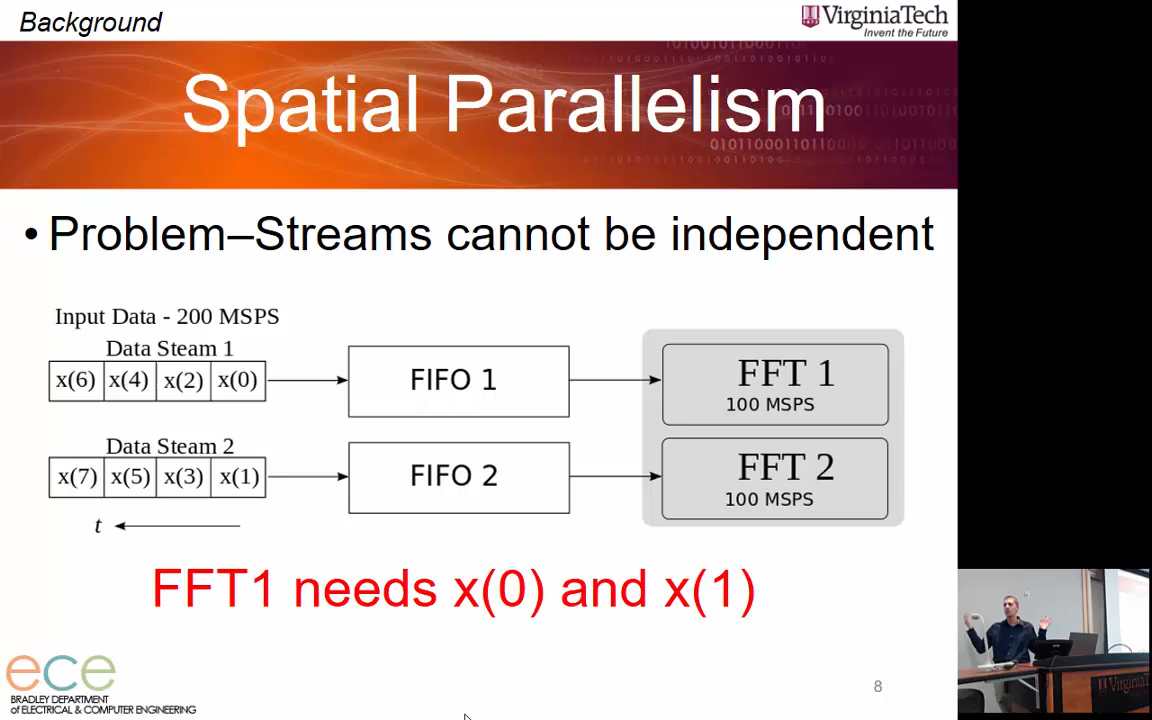 Background
VirginiaTech
Invent the Future
Spatial Parallelism
• Problem–Streams cannot be independent
Input Data - 200 MSPS
Data Steam 1
x(6) x(4) x(2) x(0)
FIFO 1
FFT 1
100 MSPS
Data Steam 2
x(7) x(5) x(3) x(1)
FIFO 2
FFT 2
100 MSPS
t
FFT1 needs x(0) and x(1)
ece
BRADLEY DEPARTMENT
of ELECTRICAL & COMPUTER ENGINEERING
8